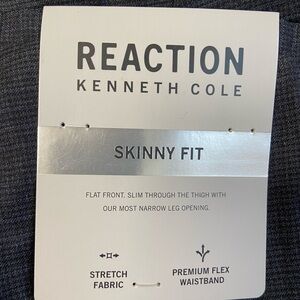 REACTION
KENNETH COLE
SKINNY FIT
FLAT FRONT. SLIM THROUGH THE THIGH WITH
OUR MOST NARROW LEG OPENING.
STRETCH
FABRIC
PREMIUM FLEX
WAISTBAND